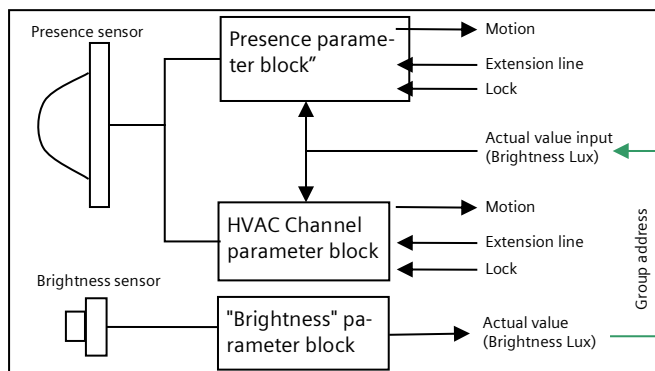 Presence sensor
Presence parame-
ter block”
Motion
Extension line
Lock
Actual value input
(Brightness Lux)
HVAC Channel
parameter block
Motion
Extension line
Lock
Group address
Brightness sensor
"Brightness" pa-
rameter block
Actual value
(Brightness Lux)